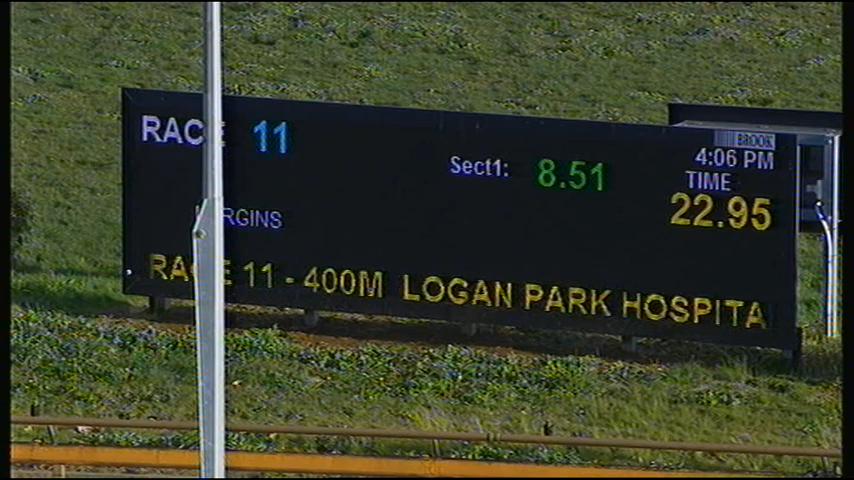 BROOK
RACE 11
4:06 PM
Sect1: 8.51
TIME
22.95
RGINS
RACE 11 - 400M LOGAN PARK HOSPITA